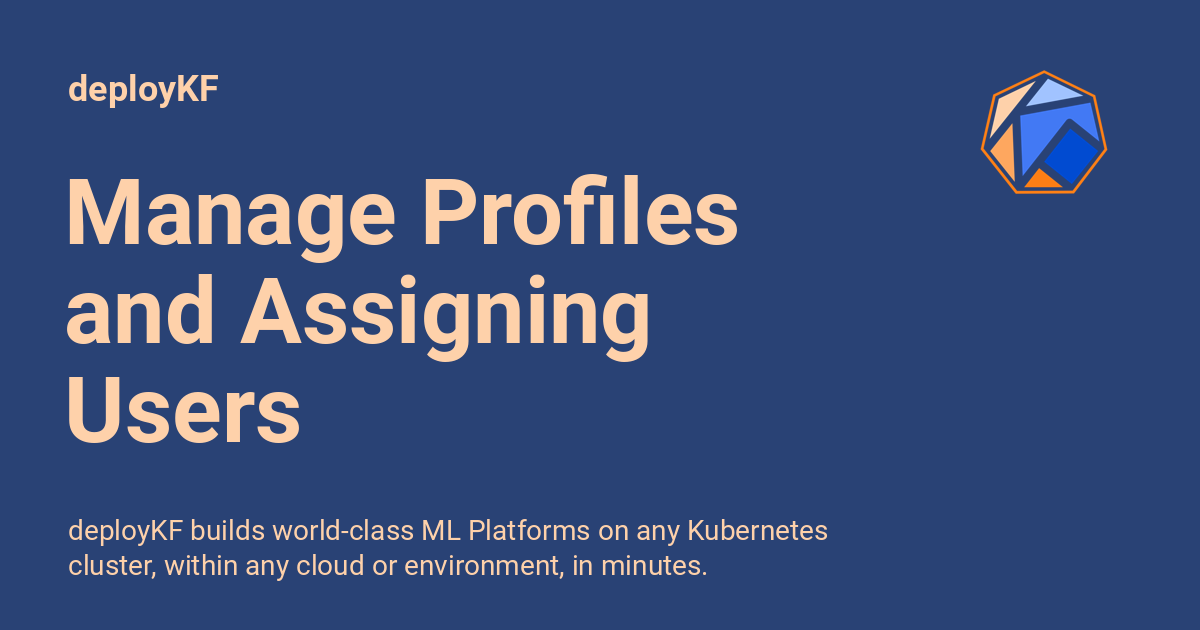 deployKF
Manage Profiles
and Assigning
Users
deployKF builds world-class ML Platforms on any Kubernetes
cluster, within any cloud or environment, in minutes.